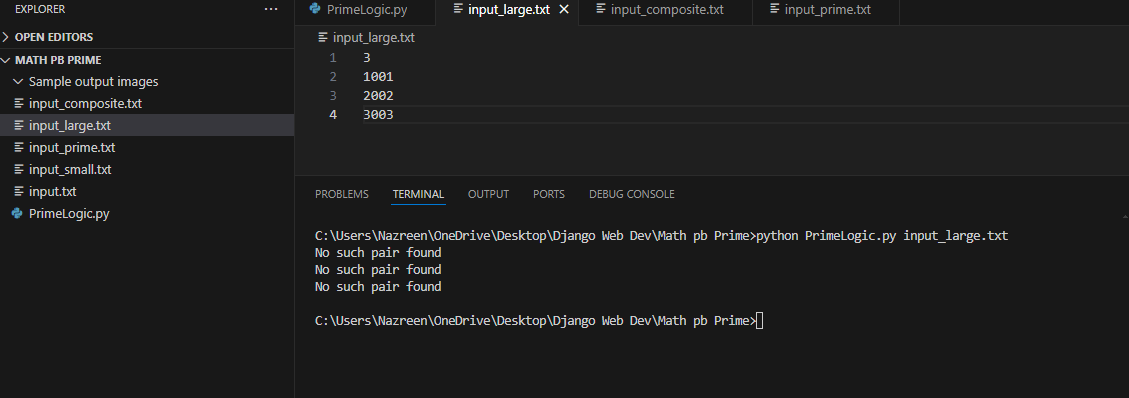 EXPLORER ...
OPEN EDITORS
MATH PB PRIME
Sample output images
input_composite.txt
input_large.txt
input_prime.txt
input_small.txt
input.txt
PrimeLogic.py
PrimeLogic.py input_large.txt input_composite.txt input_prime.txt
input_large.txt
1 3
2 1001
3 2002
4 3003
PROBLEMS TERMINAL OUTPUT PORTS DEBUG CONSOLE
C:\Users\Nazreen\OneDrive\Desktop\Django Web Dev\Math pb Prime>python PrimeLogic.py input_large.txt
No such pair found
No such pair found
No such pair found
C:\Users\Nazreen\OneDrive\Desktop\Django Web Dev\Math pb Prime>